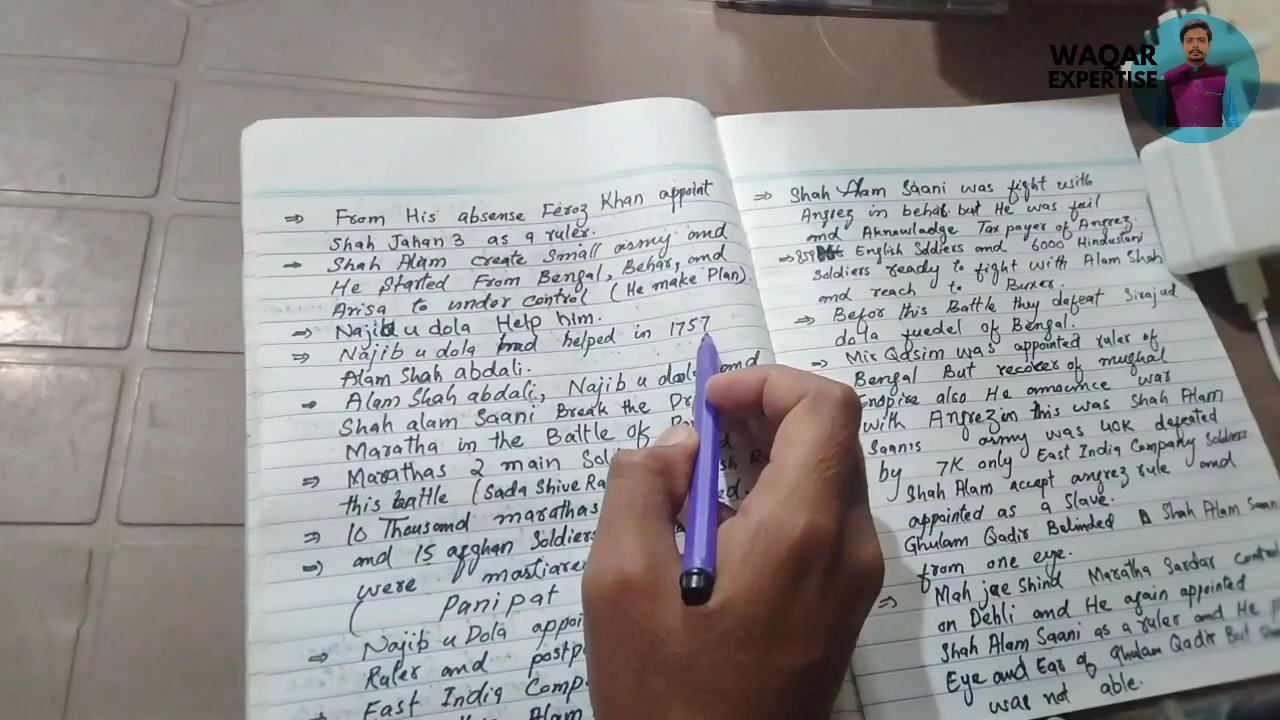 WAQAR
EXPERTISE
⇒ From His absense Feroz Khan appoint
Shah Jahan 3 as a ruler.
⇒ Shah Alam create Small army and
He Started From Bengal, Behar, and
Arisa to under control (He make Plan).
⇒ Najib u dola Help him.
⇒ Najib u dola had helped in 1757
Alam Shah abdali.
⇒ Alam Shah abdali, Najib u dola and
Shah alam Saani Break the
Maratha in the Battle of
⇒ Marathas 2 main
this battle (Sada Shive
⇒ 10 Thousand marathas
⇒ and 15 afghan Soldiers
were
( Panipat
⇒ Najib u Dola
Ruler and
East India
Alam
⇒ Shah Alam Saani was fight with
Angrez in behar but He was feil
and Aknawladge Tax payer of Angrez.
⇒ 859 English Soldiers and 6000 Hindustani
Soldiers ready to fight with Alam Shah
and reach to Buxer.
⇒ Befor this Battle they defeat Sirajud
dola of Bengal.
⇒ Mir Qasim was appointed raler of
Bengal But recorer of mughal
Enpire also He announce war
with Angrez in this was Shah Alam
Saanis army was 40K defeated
by 7K only East India Company Soldiers.
Shah Alam accept angrez rule and
appointed as a slave.
Ghulam Qadir Belinded Shah Alam Saani
from one eye.
⇒ Mah jee Shind Maratha Sardar control
on Dehli and He again appointed
Shah Alam Saani as a ruler and He
Eye and Ear of Ghulam Qadir But
was not able.